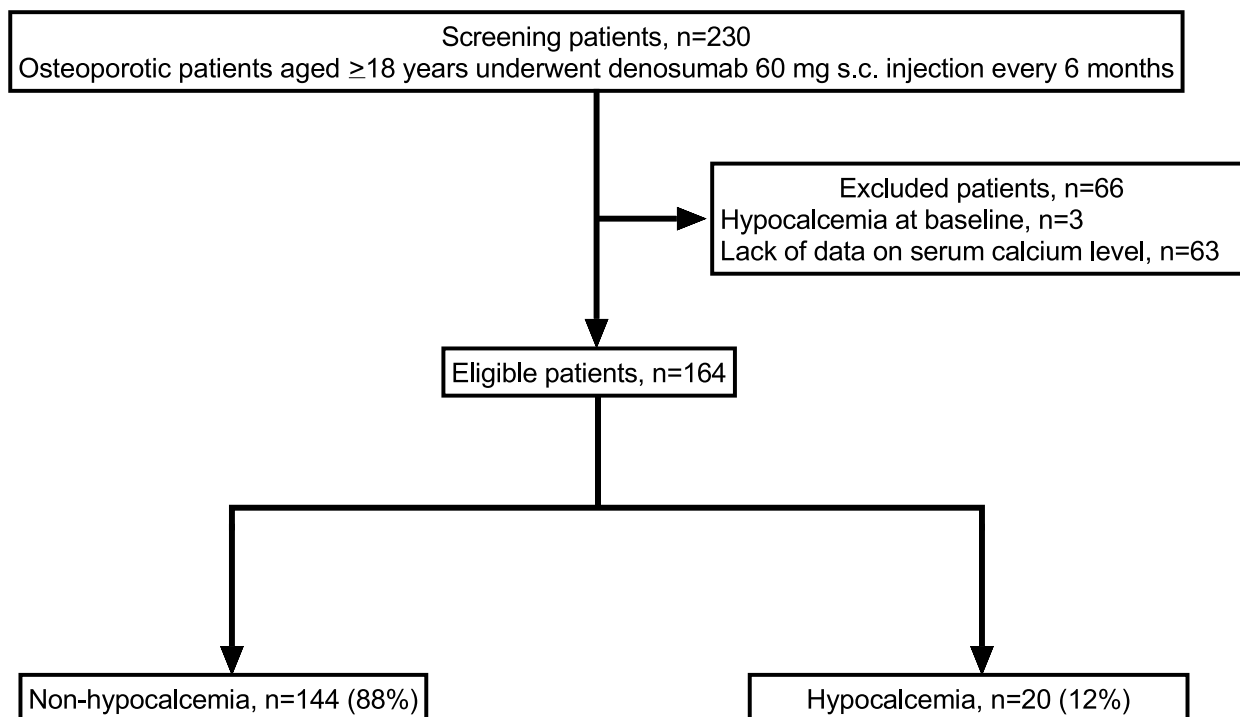 Screening patients, n=230
Osteoporotic patients aged ≥18 years underwent denosumab 60 mg s.c. injection every 6 months
Excluded patients, n=66
Hypocalcemia at baseline, n=3
Lack of data on serum calcium level, n=63
Eligible patients, n=164
Non-hypocalcemia, n=144 (88%)
Hypocalcemia, n=20 (12%)